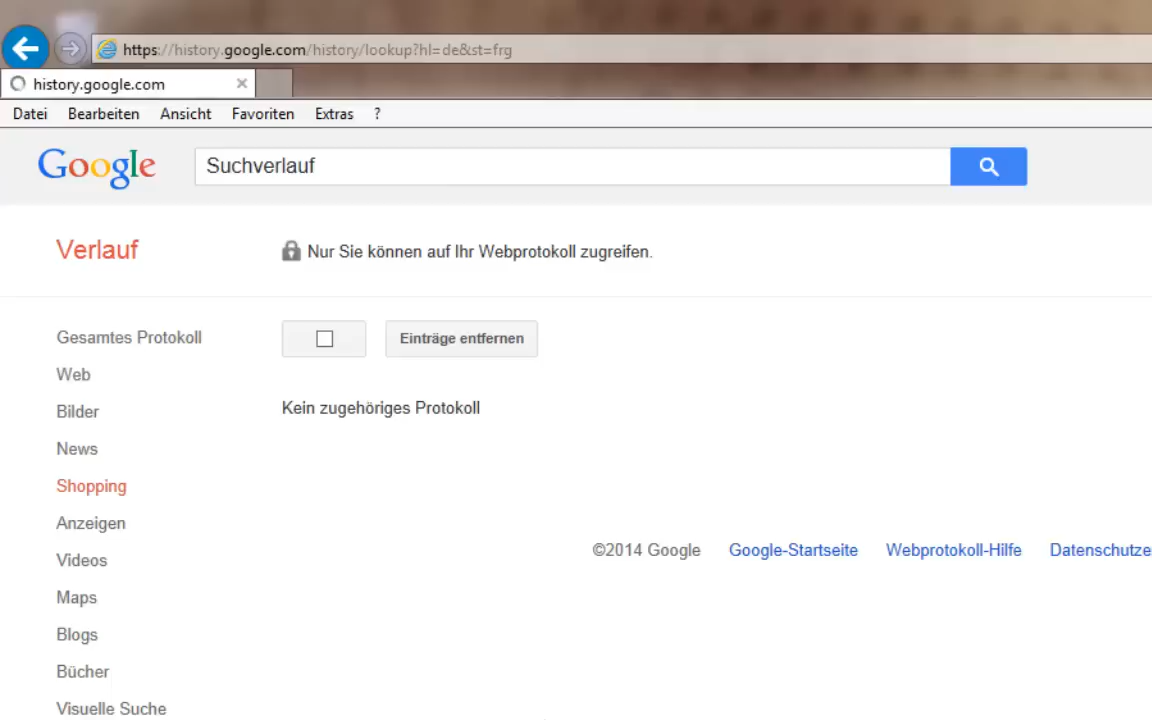 https://history.google.com/history/lookup?hl=de&st=frg
history.google.com
Datei Bearbeiten Ansicht Favoriten Extras ?
Google Suchverlauf
Verlauf
Nur Sie können auf Ihr Webprotokoll zugreifen.
Gesamtes Protokoll
Einträge entfernen
Web
Bilder
Kein zugehöriges Protokoll
News
Shopping
Anzeigen
©2014 Google Google-Startseite Webprotokoll-Hilfe Datenschutze
Videos
Maps
Blogs
Bücher
Visuelle Suche